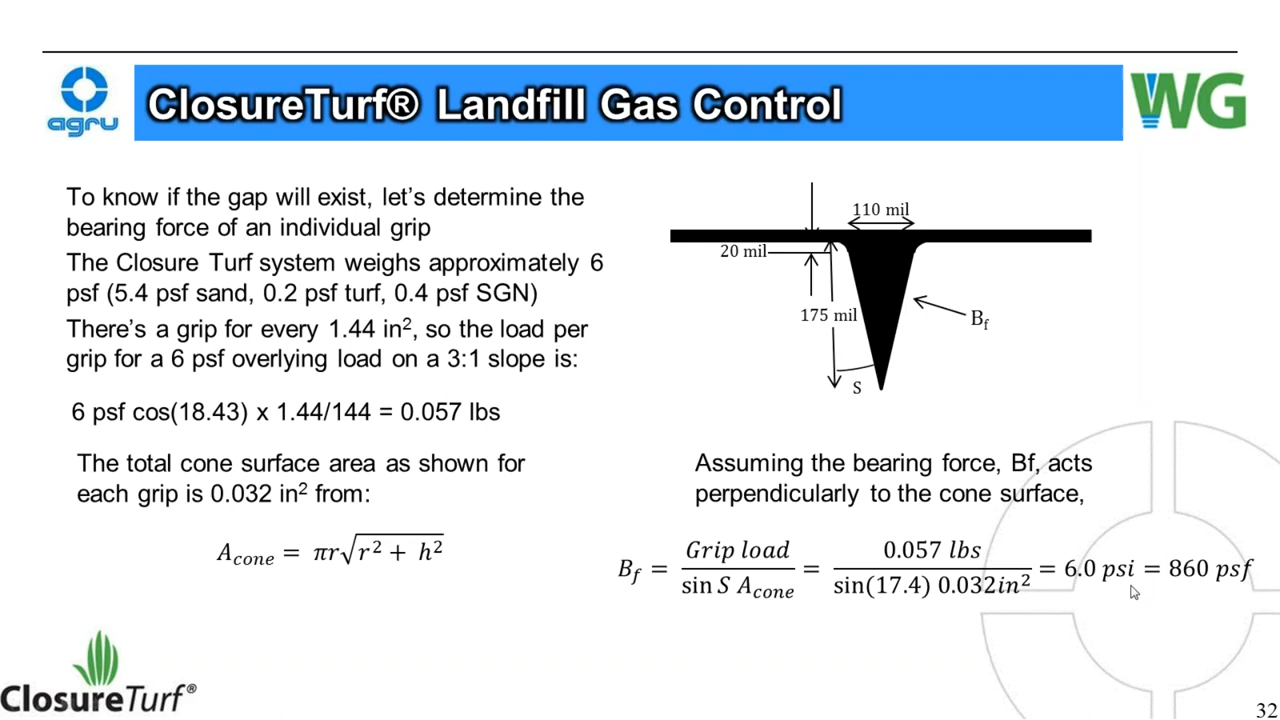 agru
ClosureTurf® Landfill Gas Control
WG
To know if the gap will exist, let's determine the
bearing force of an individual grip
The Closure Turf system weighs approximately 6
psf (5.4 psf sand, 0.2 psf turf, 0.4 psf SGN)
There's a grip for every 1.44 in², so the load per
grip for a 6 psf overlying load on a 3:1 slope is:
6 psf cos(18.43) x 1.44/144 = 0.057 lbs
The total cone surface area as shown for
each grip is 0.032 in² from:
A_cone = πr√(r² + h²)
110 mil
20 mil
175 mil
B_f
S
Assuming the bearing force, Bf, acts
perpendicularly to the cone surface,
B_f = Grip load / sin S A_cone = 0.057 lbs / sin(17.4) 0.032in² = 6.0 psi = 860 psf
ClosureTurf®
32